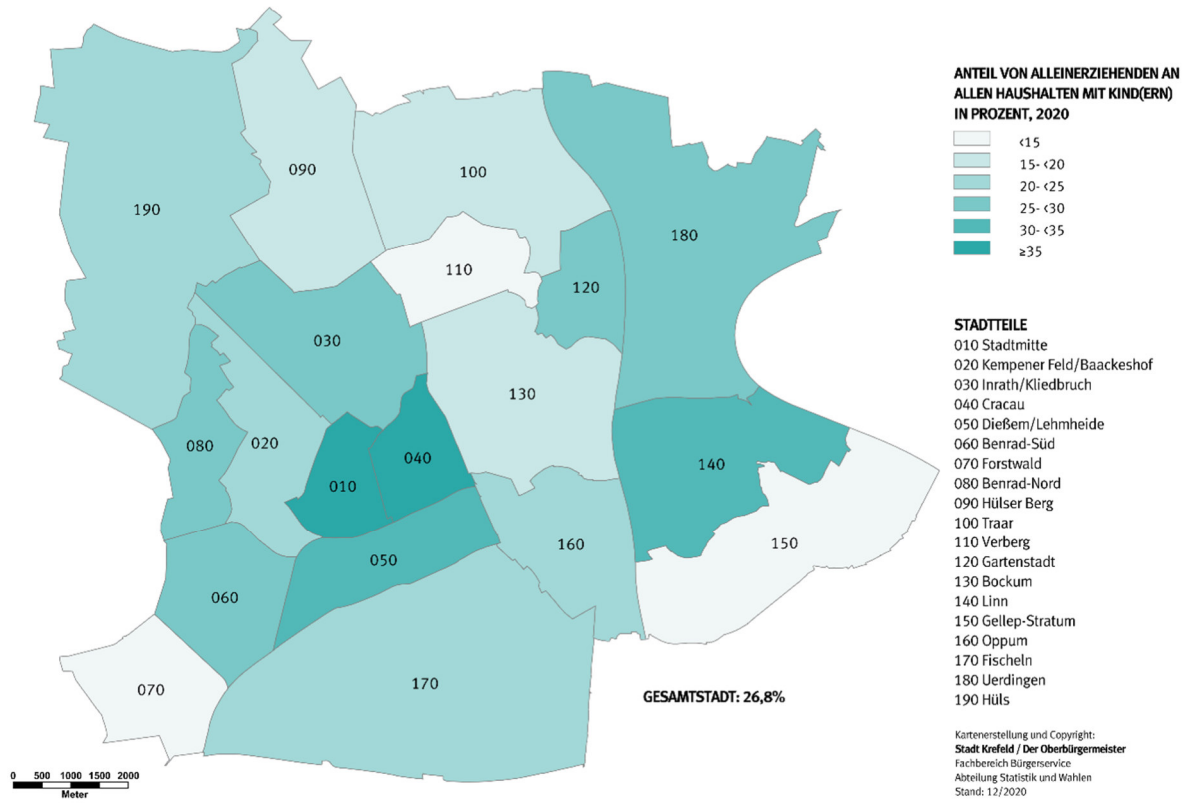 ANTEIL VON ALLEINERZIEHENDEN AN
ALLEN HAUSHALTEN MIT KIND(ERN)
IN PROZENT, 2020
<15
15- <20
20- <25
25- <30
30- <35
≥35
090
100
190
180
110
120
030
130
080
020
040
140
010
050
160
150
060
170
070
GESAMTSTADT: 26,8%
STADTTEILE
010 Stadtmitte
020 Kempener Feld/Baackeshof
030 Inrath/Kliedbruch
040 Cracau
050 Dießem/Lehmheide
060 Benrad-Süd
070 Forstwald
080 Benrad-Nord
090 Hülser Berg
100 Traar
110 Verberg
120 Gartenstadt
130 Bockum
140 Linn
150 Gellep-Stratum
160 Oppum
170 Fischeln
180 Uerdingen
190 Hüls
Kartenerstellung und Copyright:
Stadt Krefeld / Der Oberbürgermeister
Fachbereich Bürgerservice
Abteilung Statistik und Wahlen
Stand: 12/2020
0 500 1000 1500 2000
Meter